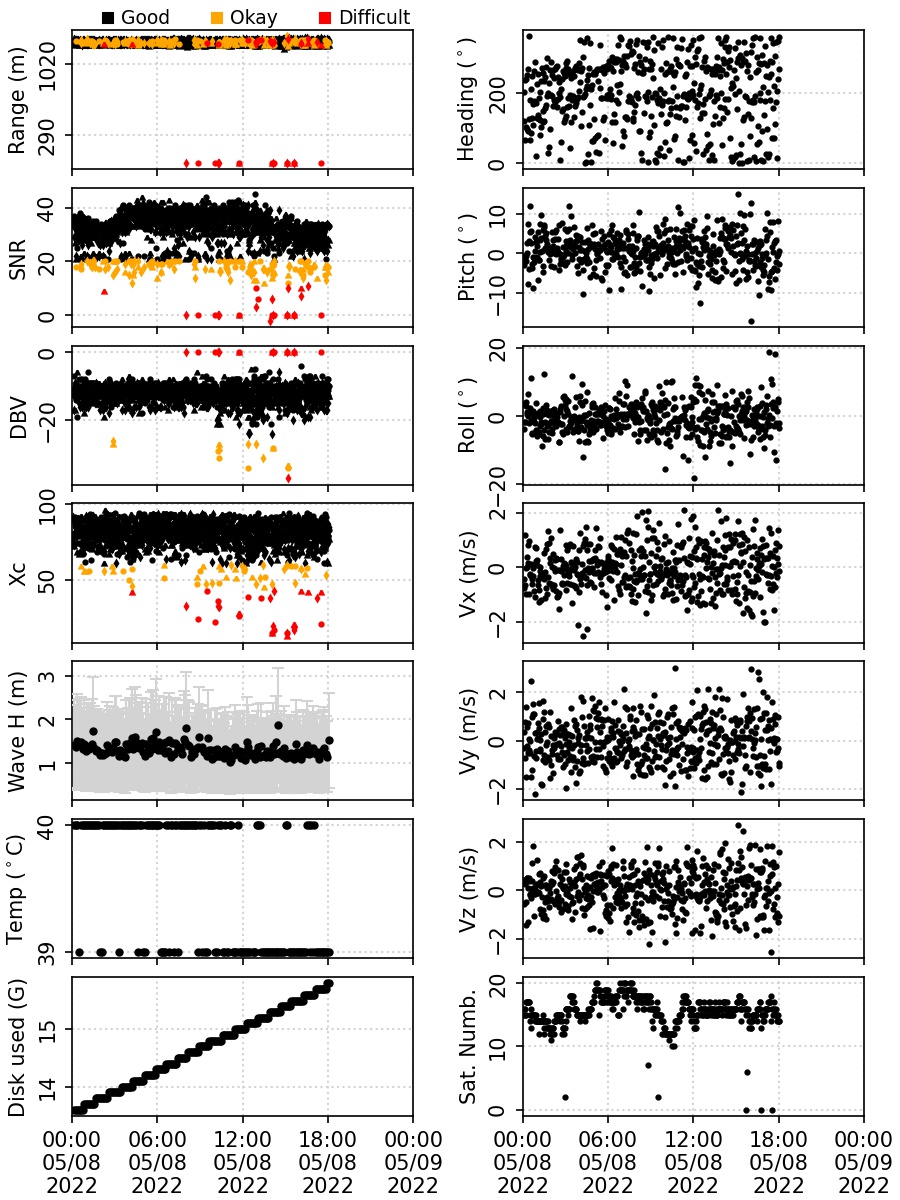 Good Okay Difficult
Range (m)
1020
290
Heading (°)
200
0
SNR
40
20
0
Pitch (°)
10
0
−10
DBV
0
−20
Roll (°)
20
0
−20
Xc
100
50
Vx (m/s)
2
0
−2
Wave H (m)
3
2
1
Vy (m/s)
2
0
−2
Temp (°C)
40
39
Vz (m/s)
2
0
−2
Disk used (G)
15
14
Sat. Numb.
20
10
0
00:00 06:00 12:00 18:00 00:00
05/08 05/08 05/08 05/08 05/09
2022 2022 2022 2022 2022
00:00 06:00 12:00 18:00 00:00
05/08 05/08 05/08 05/08 05/09
2022 2022 2022 2022 2022